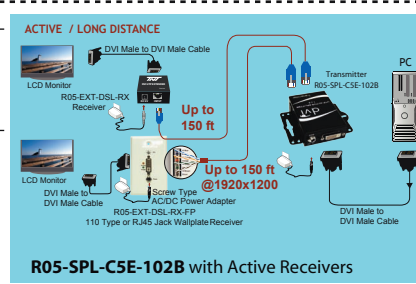 ACTIVE / LONG DISTANCE
DVI Male to DVI Male Cable
LCD Monitor
R05-EXT-DSL-RX
Receiver
Up to
150 ft
Transmitter
R05-SPL-C5E-102B
PC
DVI
LCD Monitor
DVI Male to
DVI Male Cable
Screw Type
AC/DC Power Adapter
R05-EXT-DSL-RX-FP
110 Type or RJ45 Jack Wallplate Receiver
Up to 150 ft
@1920x1200
DVI Male to
DVI Male Cable
R05-SPL-C5E-102B with Active Receivers